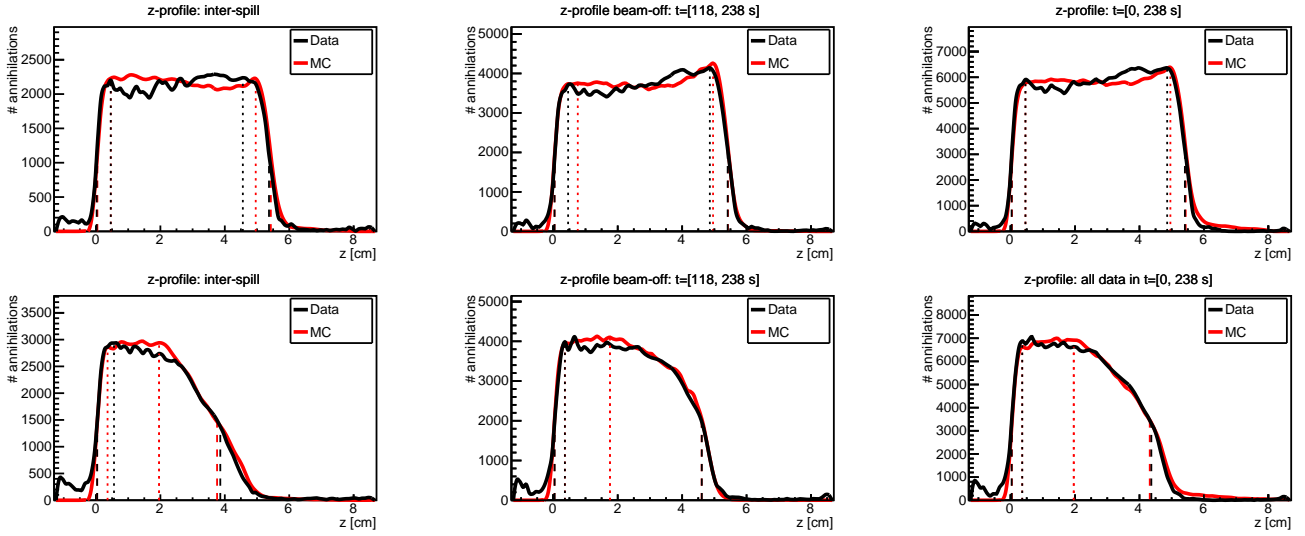 z-profile: inter-spill
# annihilations
2500
2000
1500
1000
500
0
0 2 4 6 8
z [cm]
Data
MC
z-profile beam-off: t=[118, 238 s]
# annihilations
5000
4000
3000
2000
1000
0
0 2 4 6 8
z [cm]
Data
MC
z-profile: t=[0, 238 s]
# annihilations
7000
6000
5000
4000
3000
2000
1000
0
0 2 4 6 8
z [cm]
Data
MC
z-profile: inter-spill
# annihilations
3500
3000
2500
2000
1500
1000
500
0
0 2 4 6 8
z [cm]
Data
MC
z-profile beam-off: t=[118, 238 s]
# annihilations
5000
4000
3000
2000
1000
0
0 2 4 6 8
z [cm]
Data
MC
z-profile: all data in t=[0, 238 s]
# annihilations
8000
7000
6000
5000
4000
3000
2000
1000
0
0 2 4 6 8
z [cm]
Data
MC